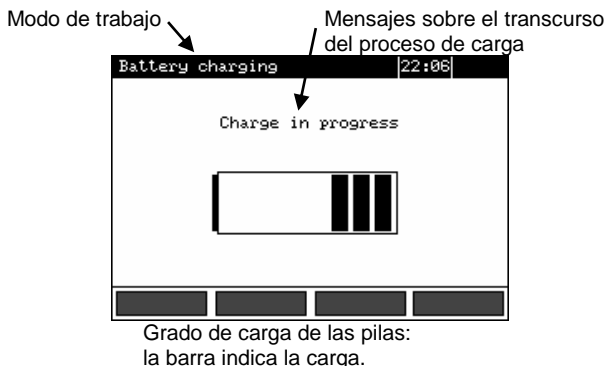 Modo de trabajo
Mensajes sobre el transcurso
del proceso de carga
Battery charging 22:06
Charge in progress
Grado de carga de las pilas:
la barra indica la carga.